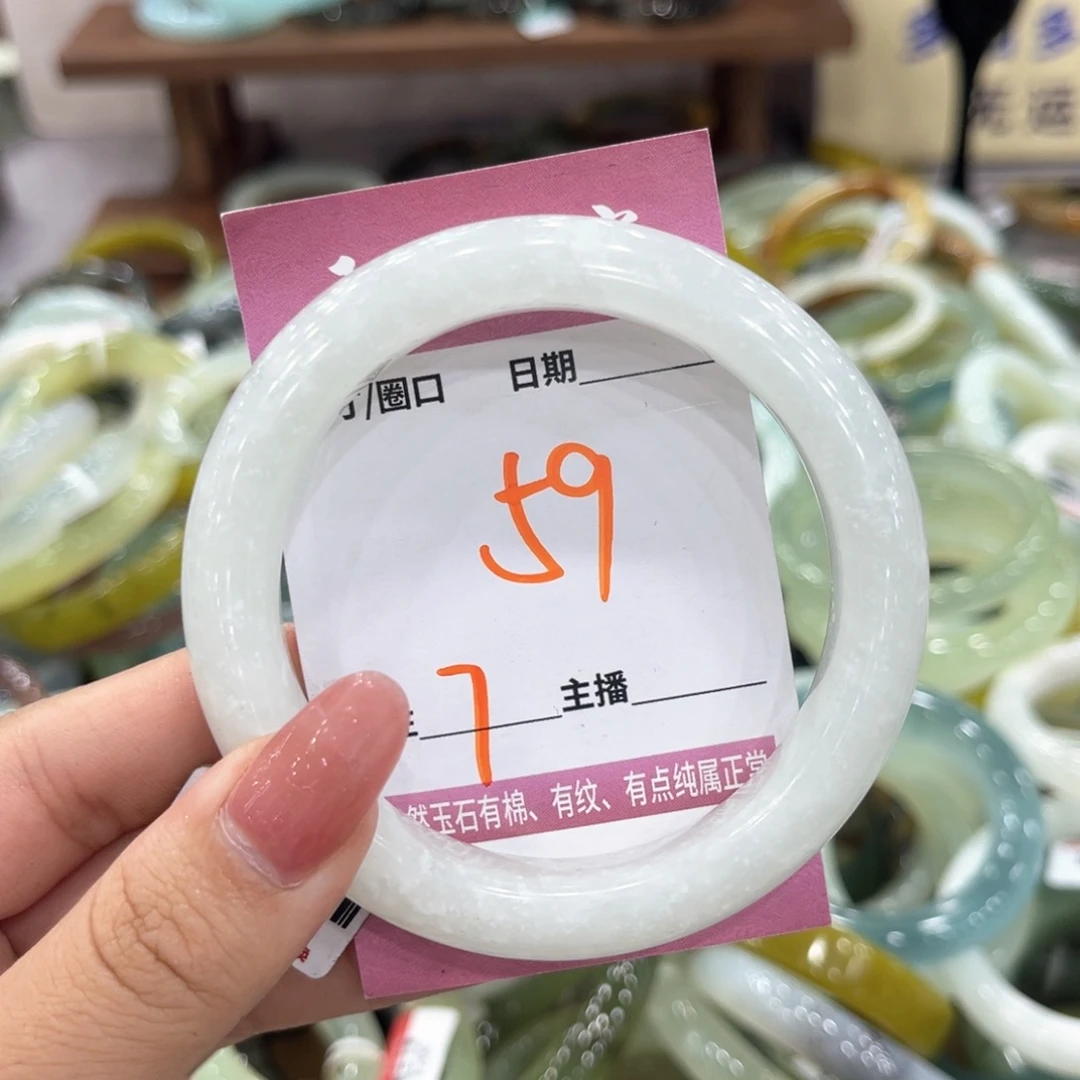 寸/圈口 日期
59
7 主播
然玉石有棉、有纹、有点纯属正常